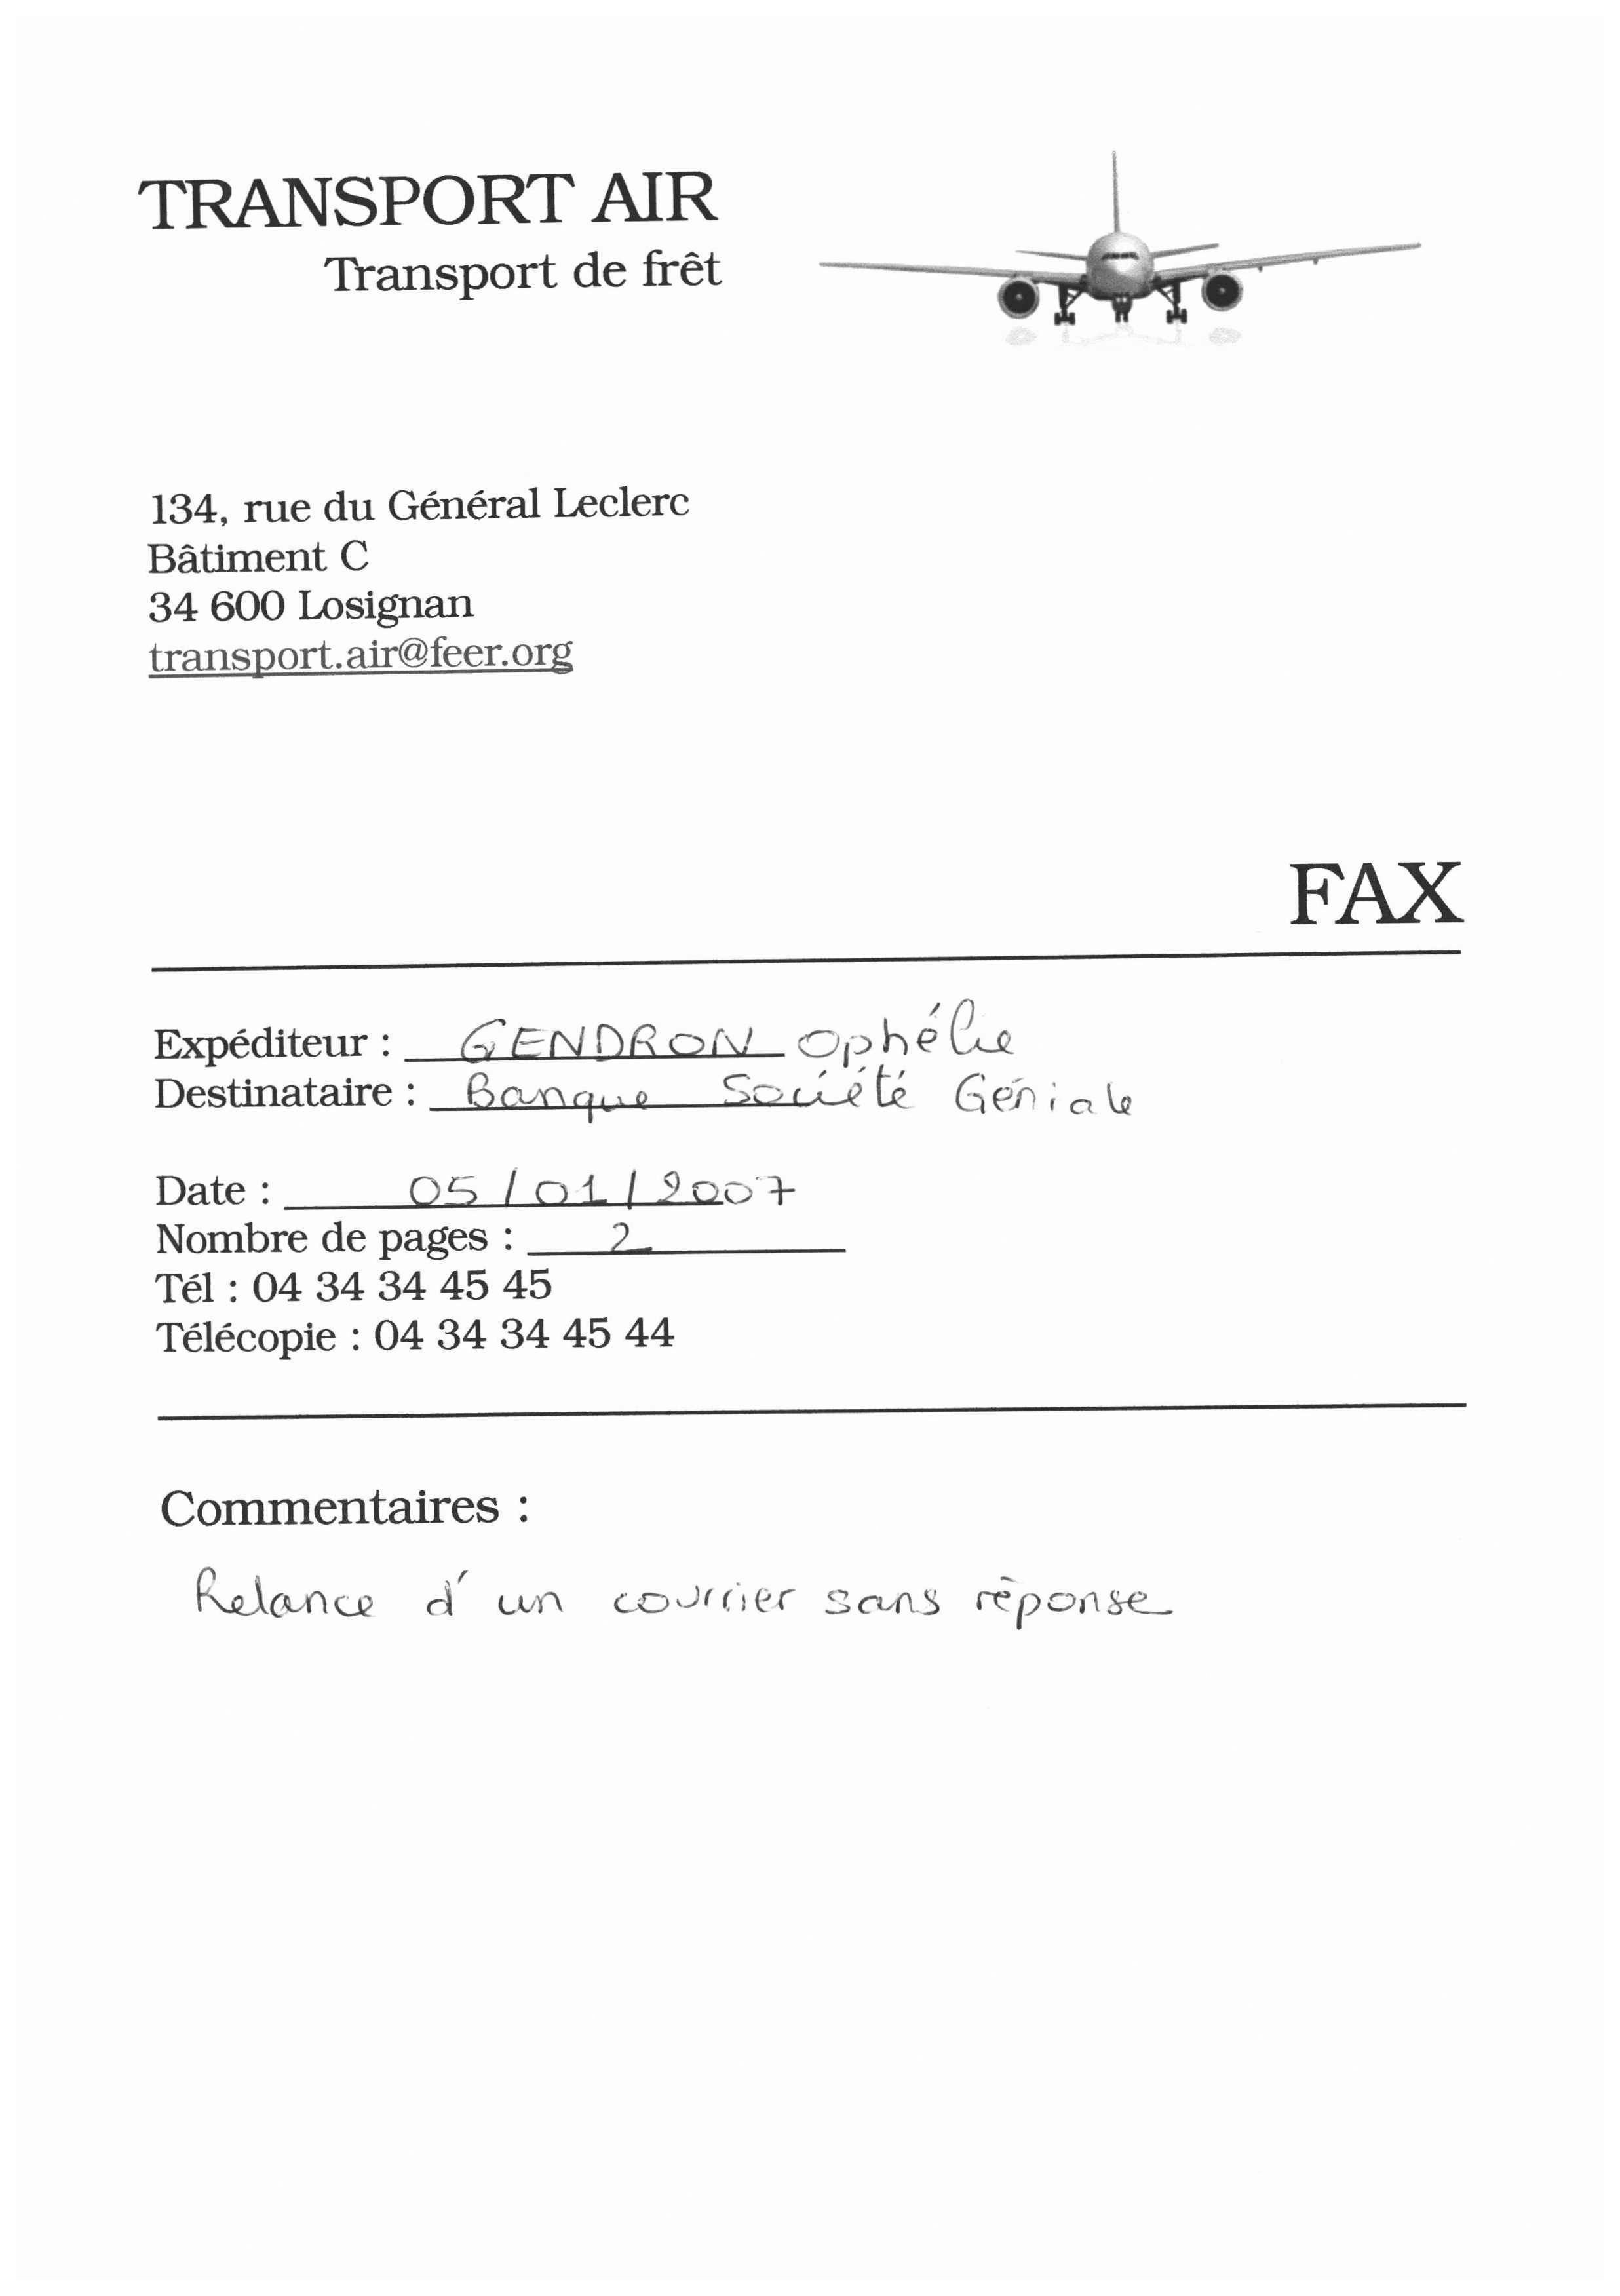 TRANSPORT AIR
Transport de frêt
134, rue du Général Leclerc
Bâtiment C
34 600 Losignan
transport.air@feer.org
FAX
Expéditeur : GENDRON Ophélie
Destinataire : Banque Société Géniale
Date : 05/01/2007
Nombre de pages : 2
Tél : 04 34 34 45 45
Télécopie : 04 34 34 45 44
Commentaires :
Relance d'un courrier sans réponse